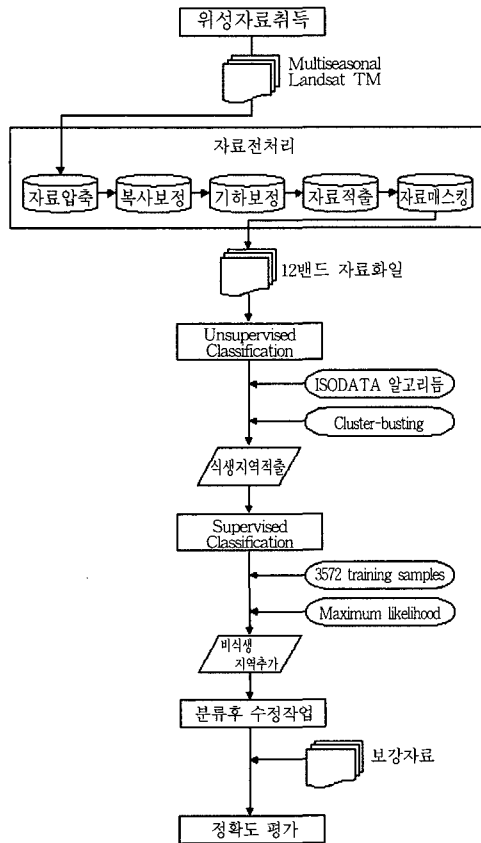 위성자료취득
Multiseasonal
Landsat TM
자료전처리
자료압축
복사보정
기하보정
자료적출
자료매스킹
12밴드 자료화일
Unsupervised
Classification
ISODATA 알고리듬
Cluster-busting
식생지역적출
Supervised
Classification
3572 training samples
Maximum likelihood
비식생
지역추가
분류후 수정작업
보강자료
정확도 평가